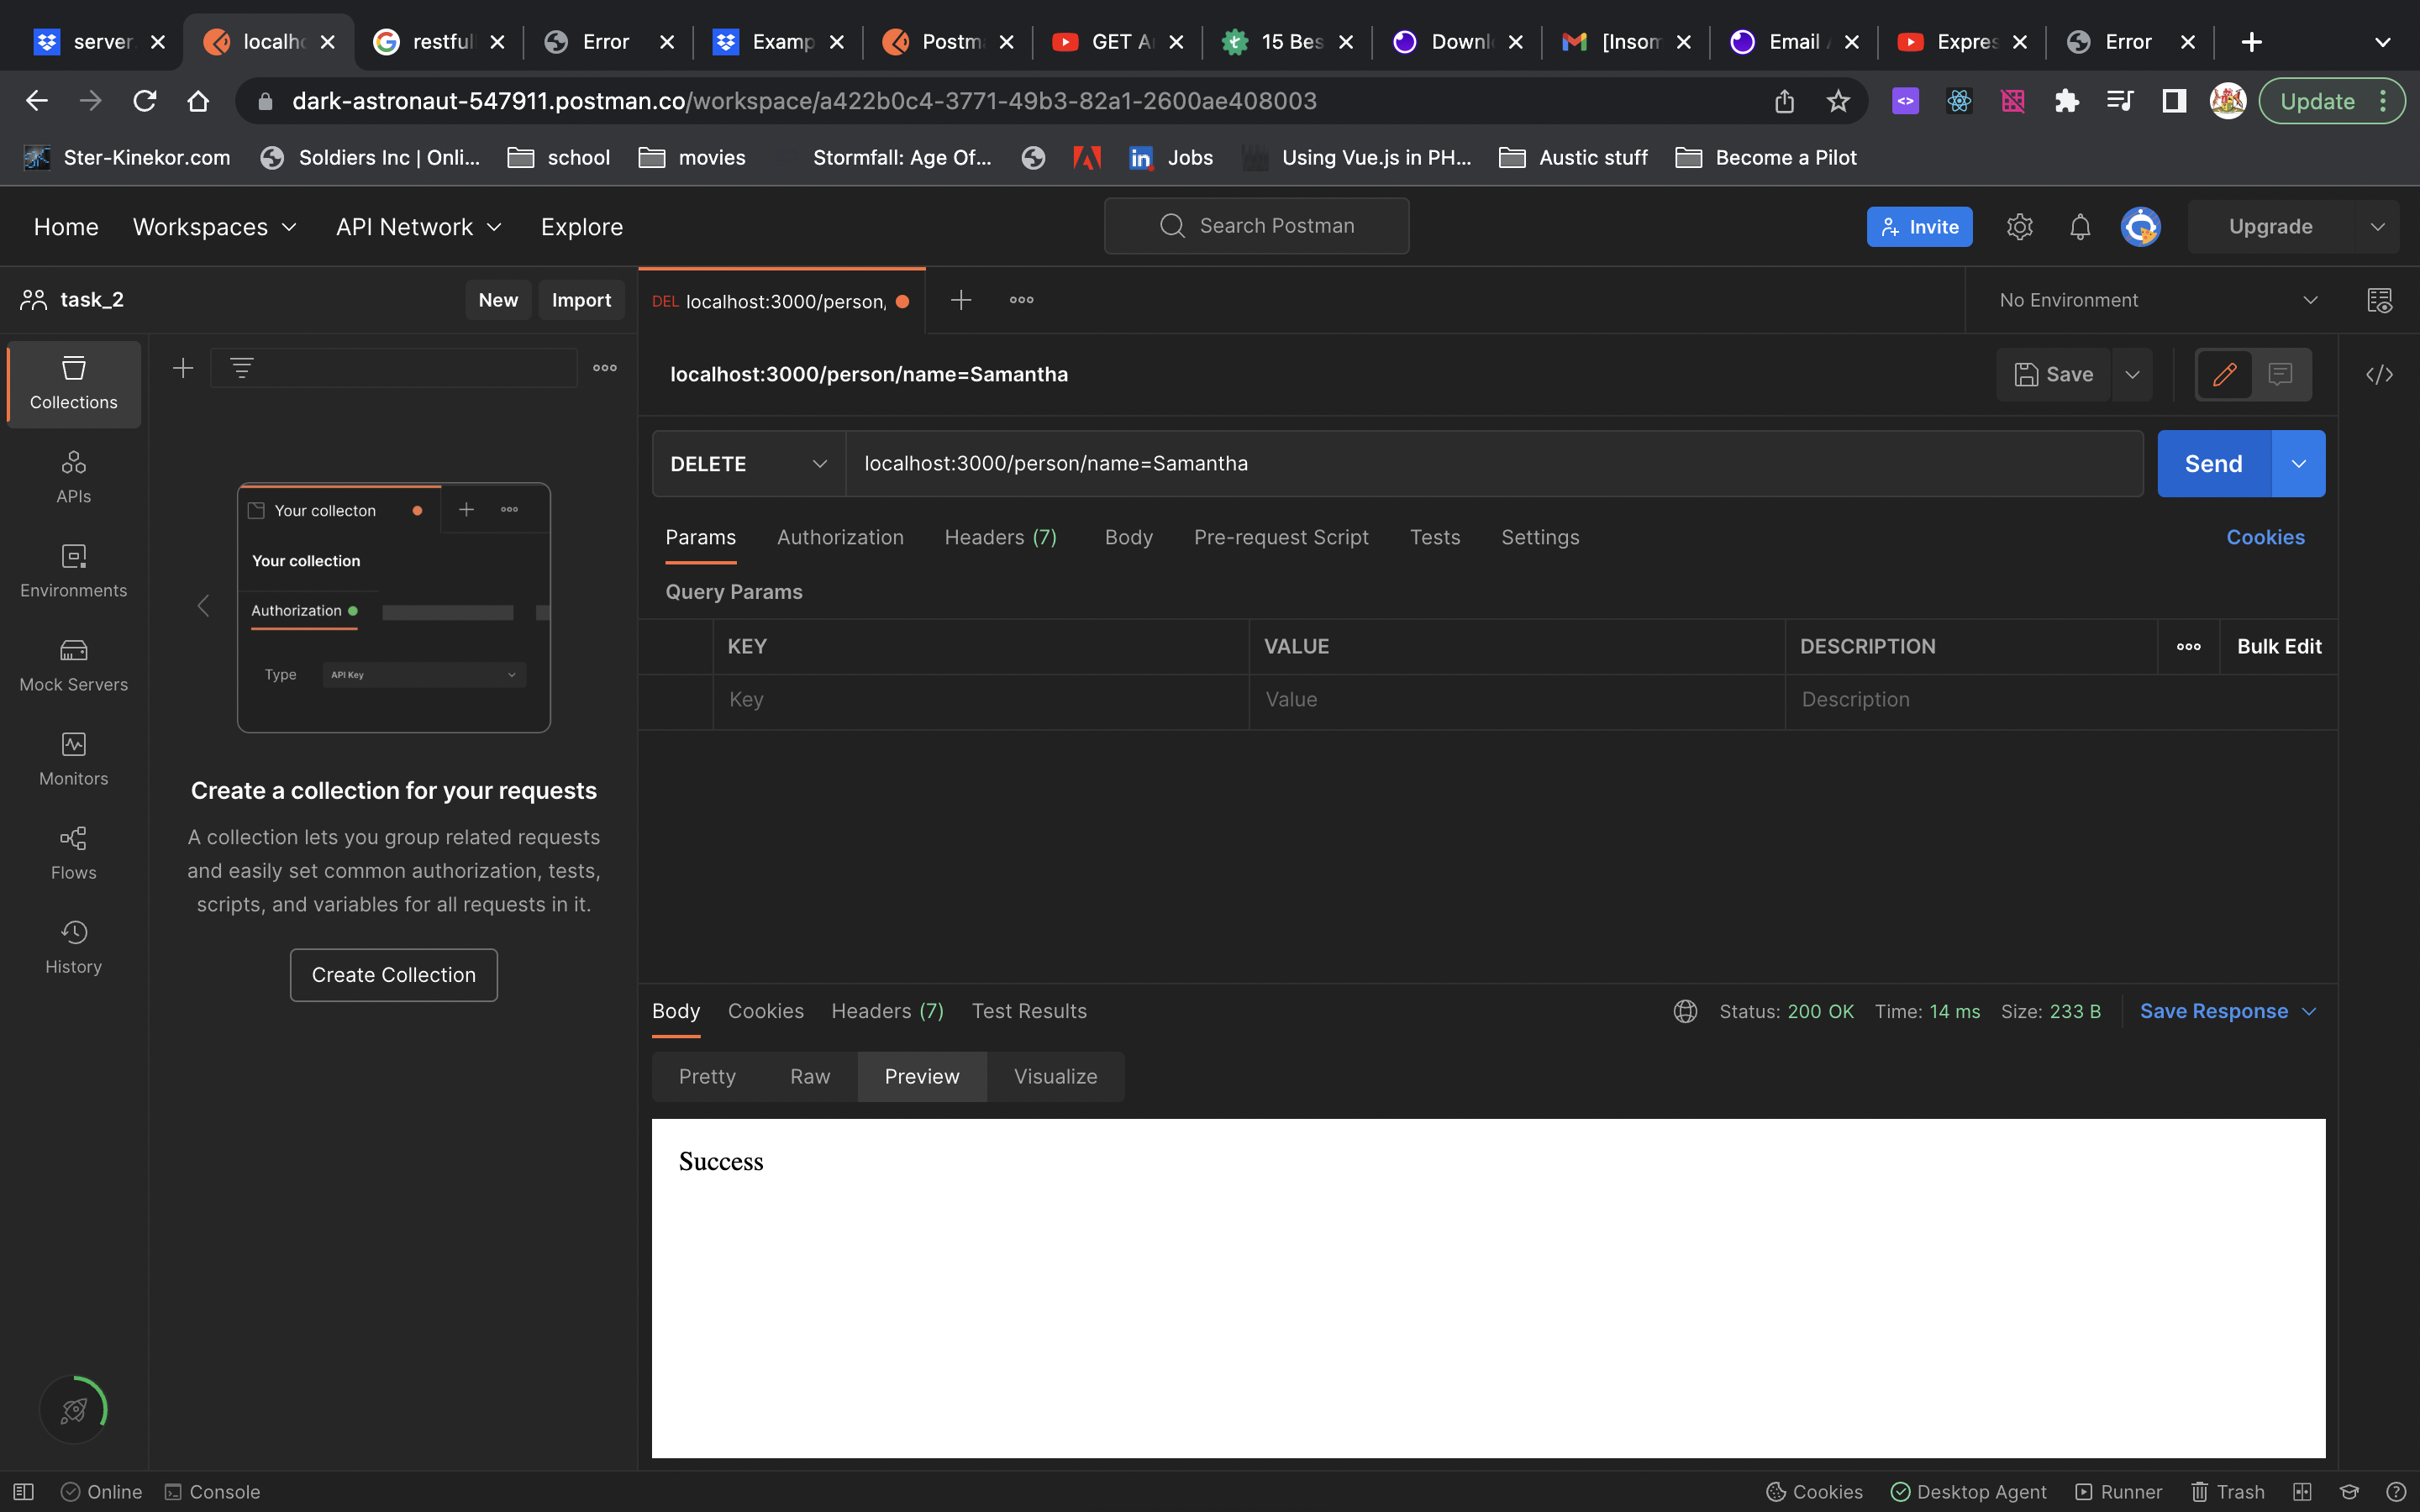 server
localho
restful
Error
Examp
Postma
GET A
15 Bes
Downl
[Insom
Email
Expres
Error
dark-astronaut-547911.postman.co/workspace/a422b0c4-3771-49b3-82a1-2600ae408003
Update
Ster-Kinekor.com
Soldiers Inc | Onli...
school
movies
Stormfall: Age Of...
Jobs
Using Vue.js in PH...
Austic stuff
Become a Pilot
Home
Workspaces
API Network
Explore
Search Postman
Invite
Upgrade
task_2
New
Import
DEL localhost:3000/person/
No Environment
Collections
APIs
Environments
Mock Servers
Monitors
Flows
History
Your collecton
Your collection
Authorization
Type
API Key
Create a collection for your requests
A collection lets you group related requests
and easily set common authorization, tests,
scripts, and variables for all requests in it.
Create Collection
localhost:3000/person/name=Samantha
Save
DELETE
localhost:3000/person/name=Samantha
Send
Params
Authorization
Headers (7)
Body
Pre-request Script
Tests
Settings
Cookies
Query Params
KEY
VALUE
DESCRIPTION
Bulk Edit
Key
Value
Description
Body
Cookies
Headers (7)
Test Results
Status: 200 OK
Time: 14 ms
Size: 233 B
Save Response
Pretty
Raw
Preview
Visualize
Success
Online
Console
Cookies
Desktop Agent
Runner
Trash